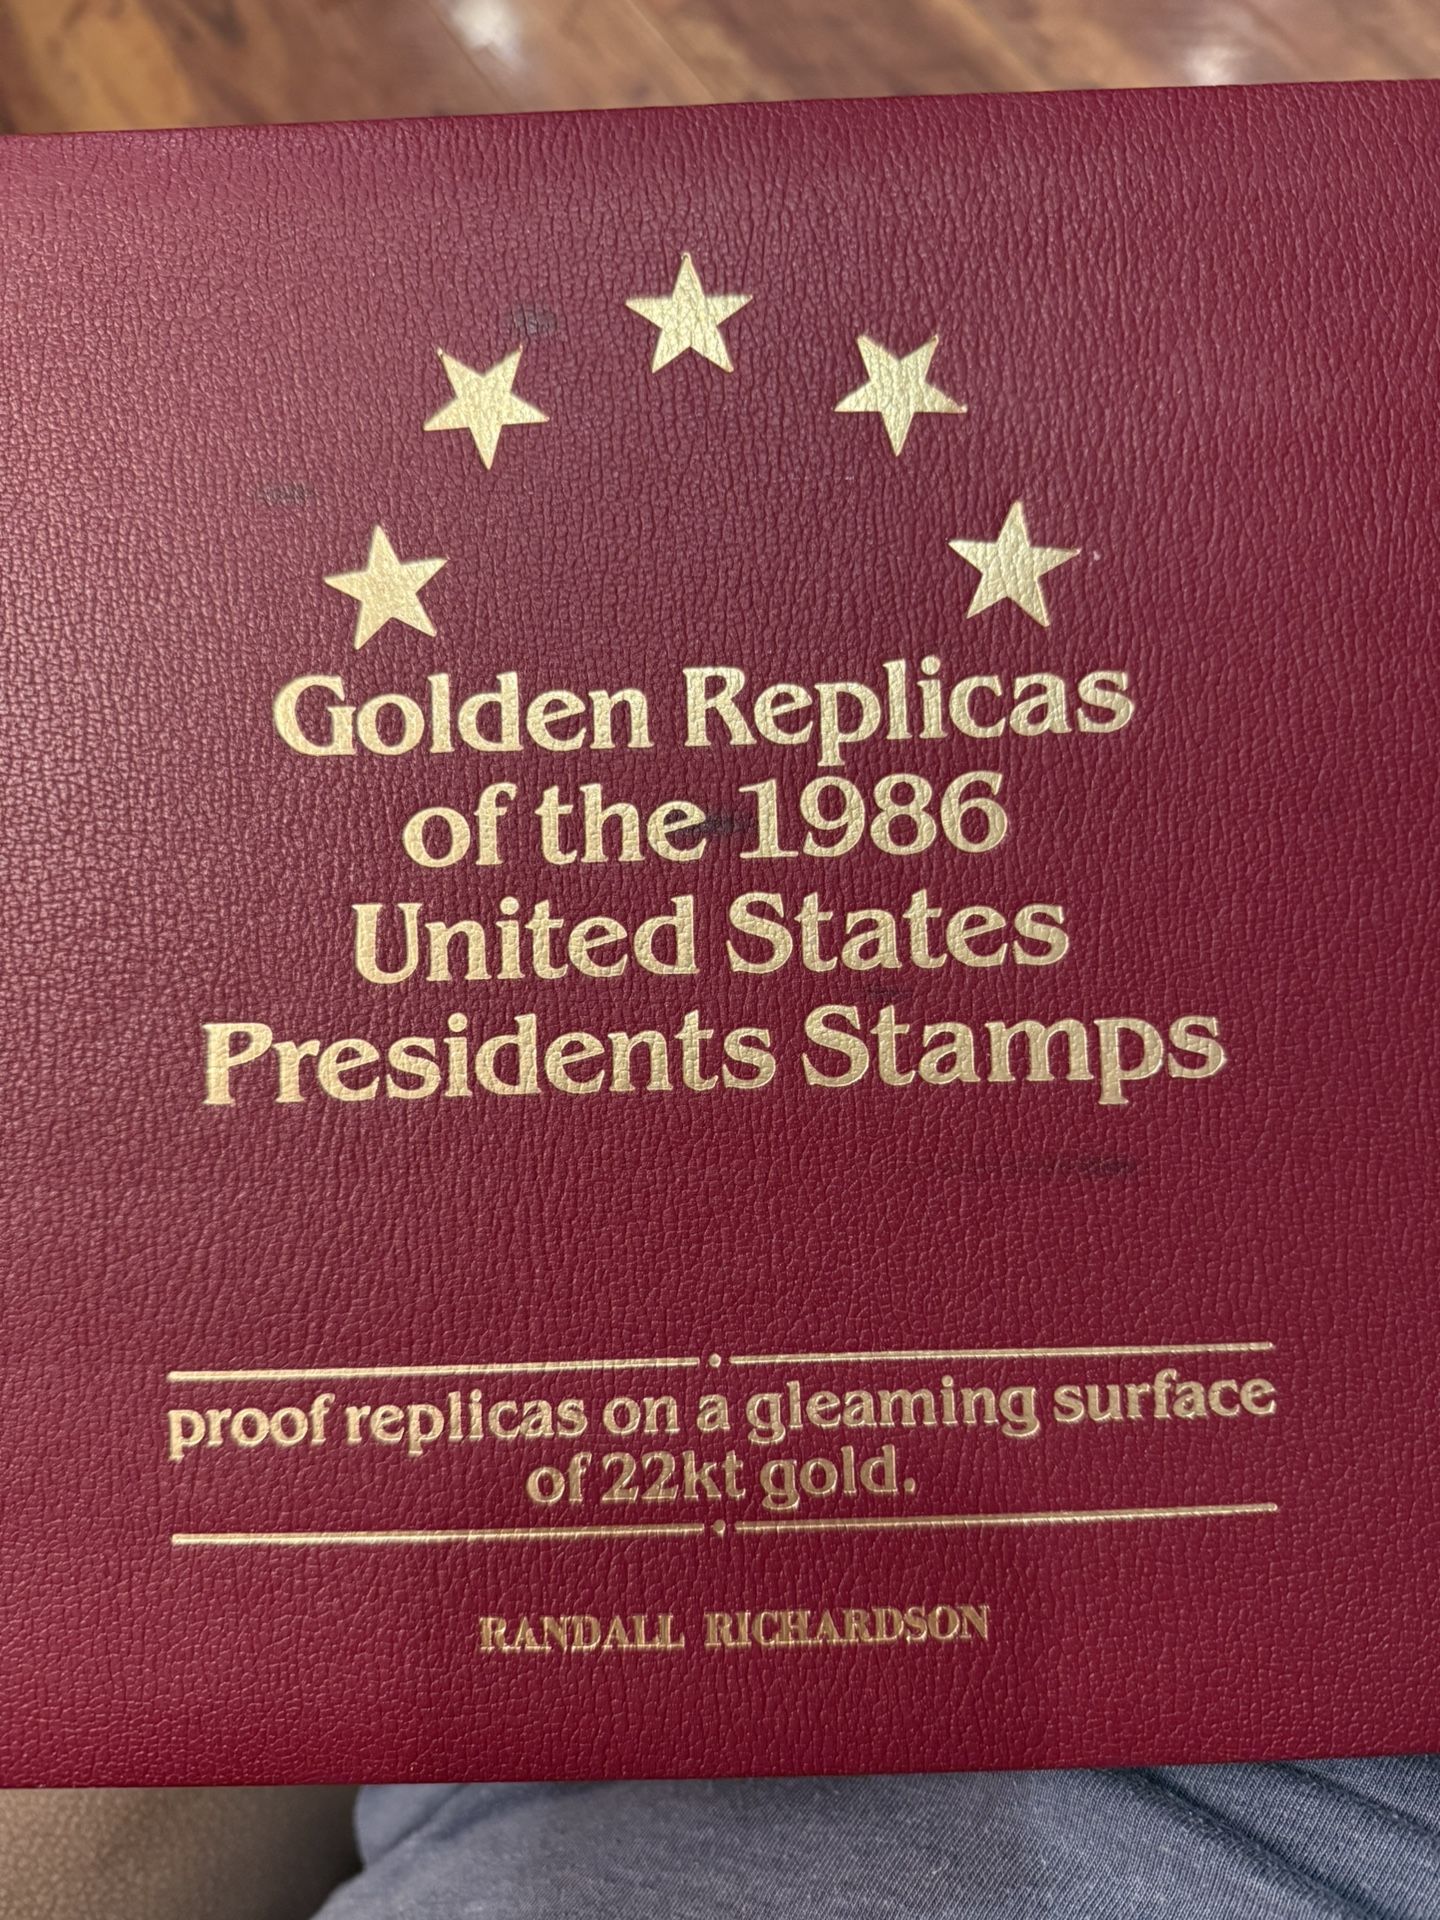 Golden Replicas
of the 1986
United States
Presidents Stamps
proof replicas on a gleaming surface
of 22kt gold.
RANDALL RICHARDSON